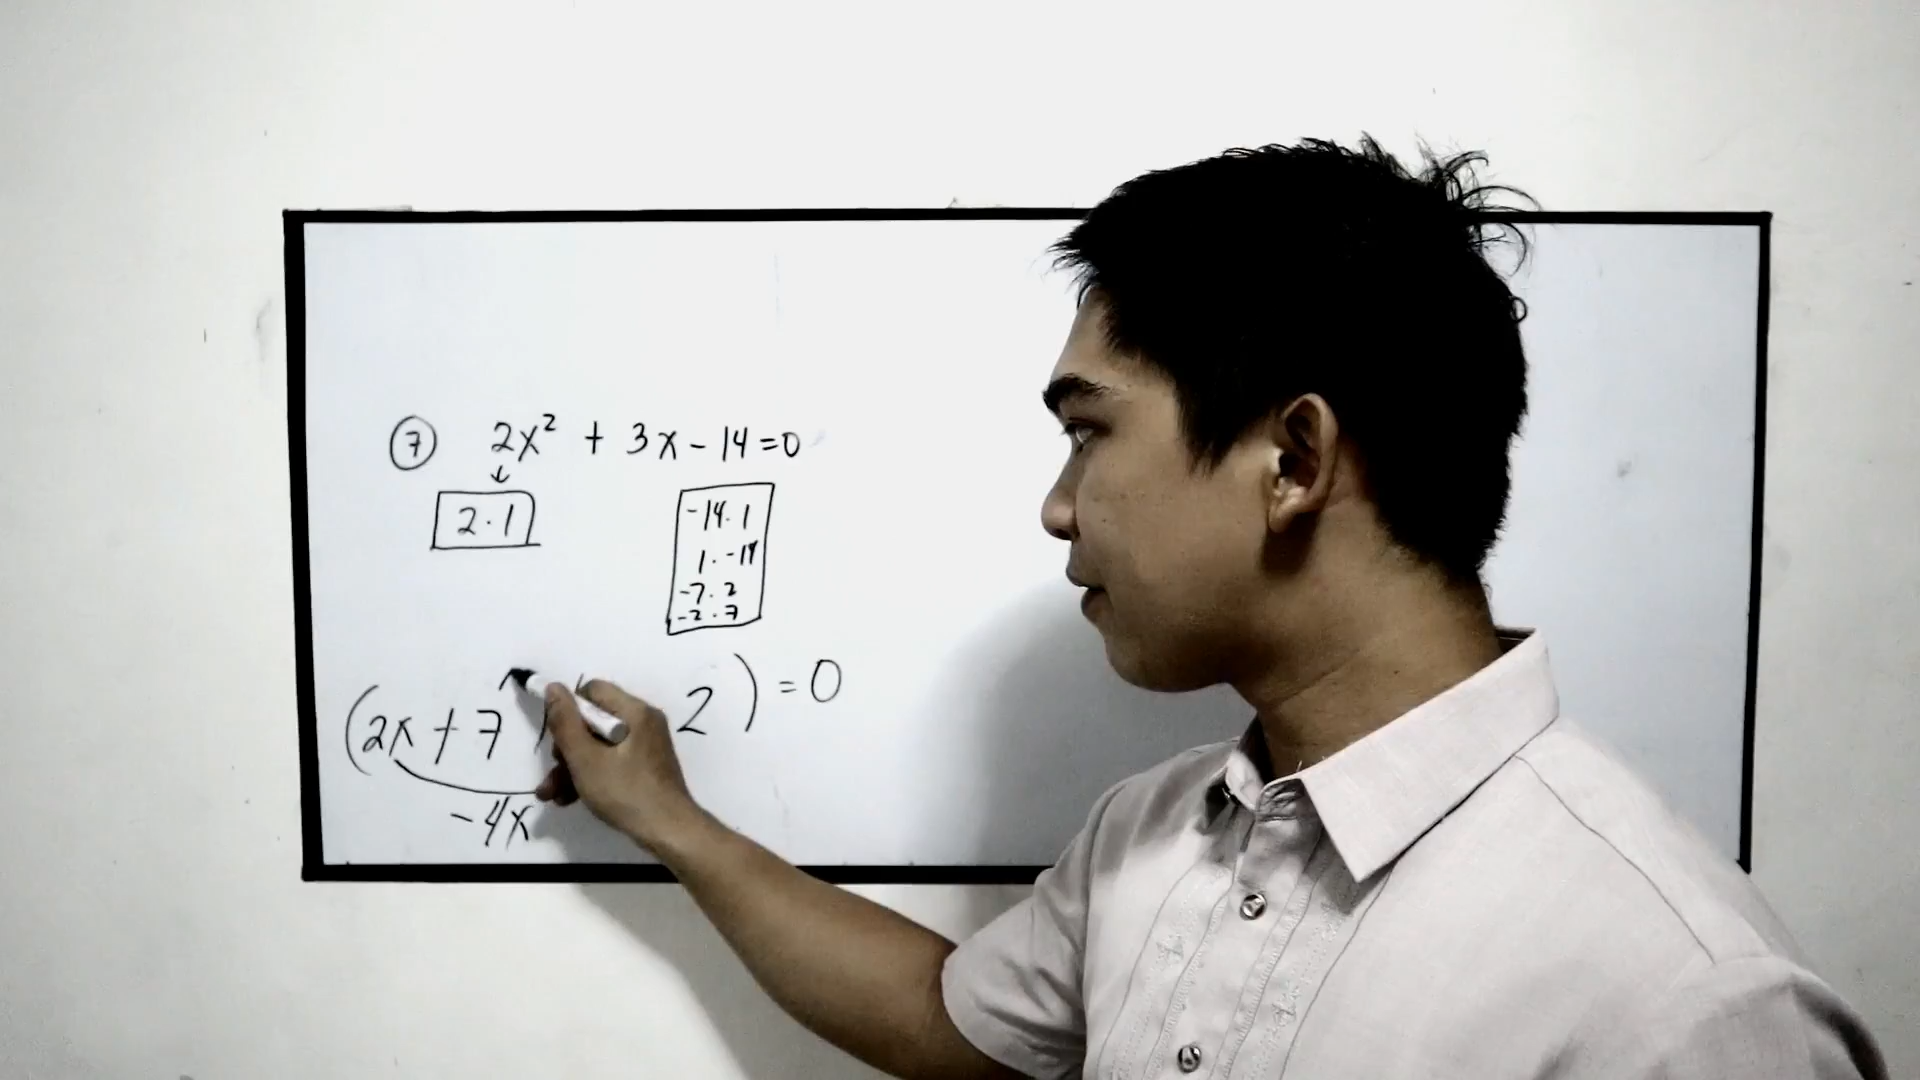 7 2x² + 3x - 14 = 0
↓
2 · 1
-14 · 1
1 · -14
-7 · 2
-2 · 7
(2x + 7 ) 2 ) = 0
-4x